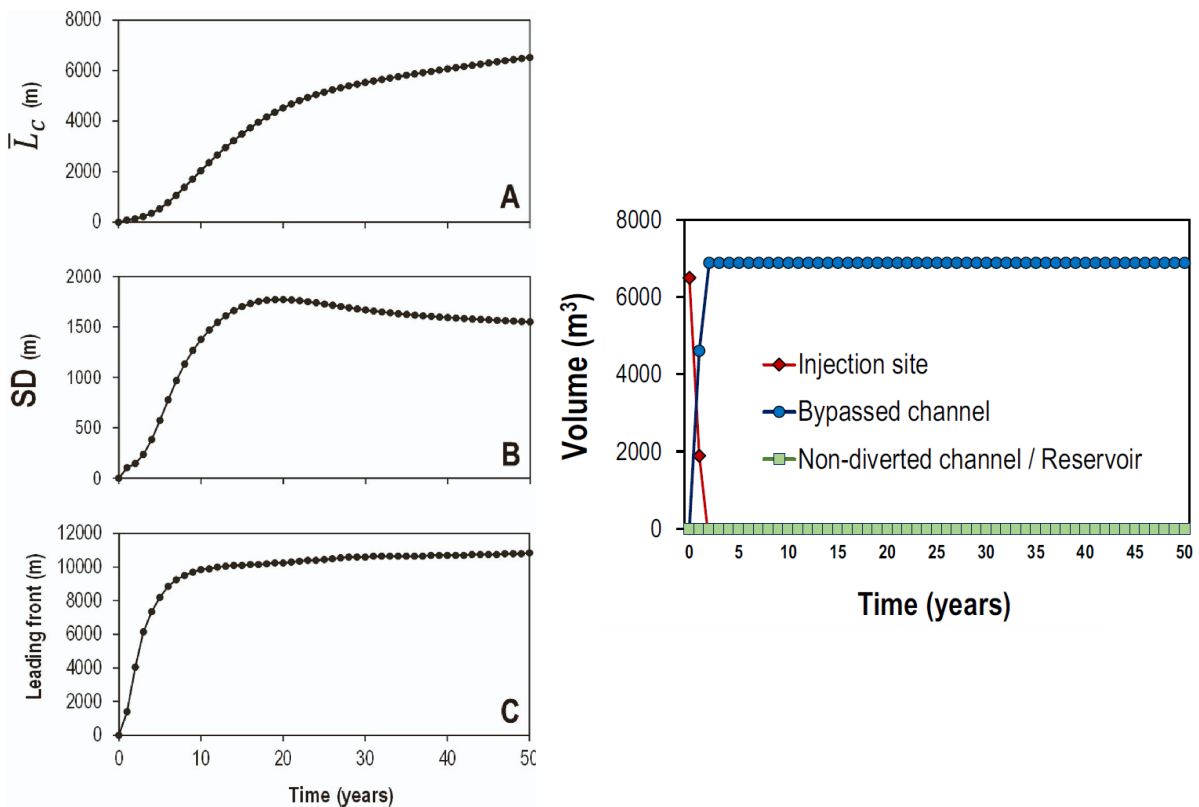 8000
6000
4000
2000
0
L̄C (m)
A
2000
1500
1000
500
0
SD (m)
B
12000
10000
8000
6000
4000
2000
0
Leading front (m)
C
0 10 20 30 40 50
Time (years)
8000
6000
4000
2000
0
Volume (m³)
Injection site
Bypassed channel
Non-diverted channel / Reservoir
0 5 10 15 20 25 30 35 40 45 50
Time (years)